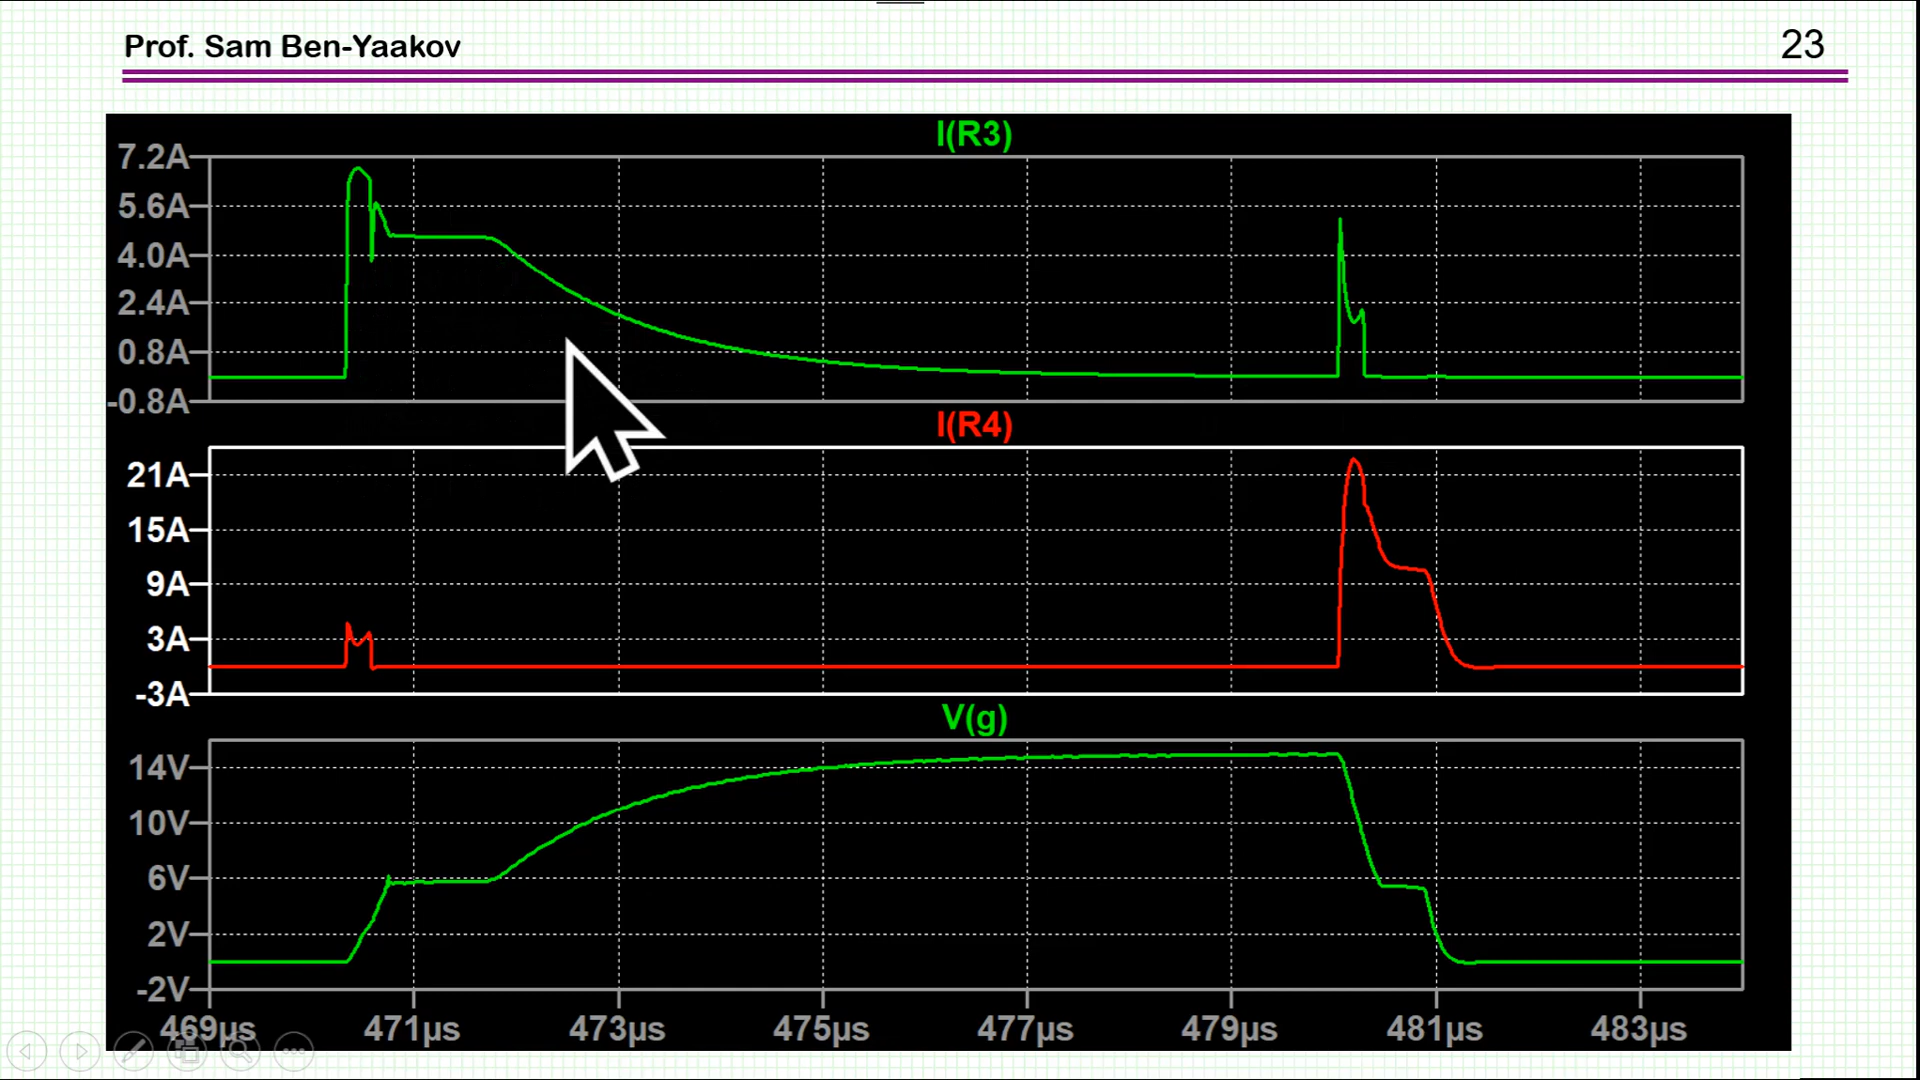 Prof. Sam Ben-Yaakov
23
I(R3)
7.2A
5.6A
4.0A
2.4A
0.8A
-0.8A
I(R4)
21A
15A
9A
3A
-3A
V(g)
14V
10V
6V
2V
-2V
469µs 471µs 473µs 475µs 477µs 479µs 481µs 483µs